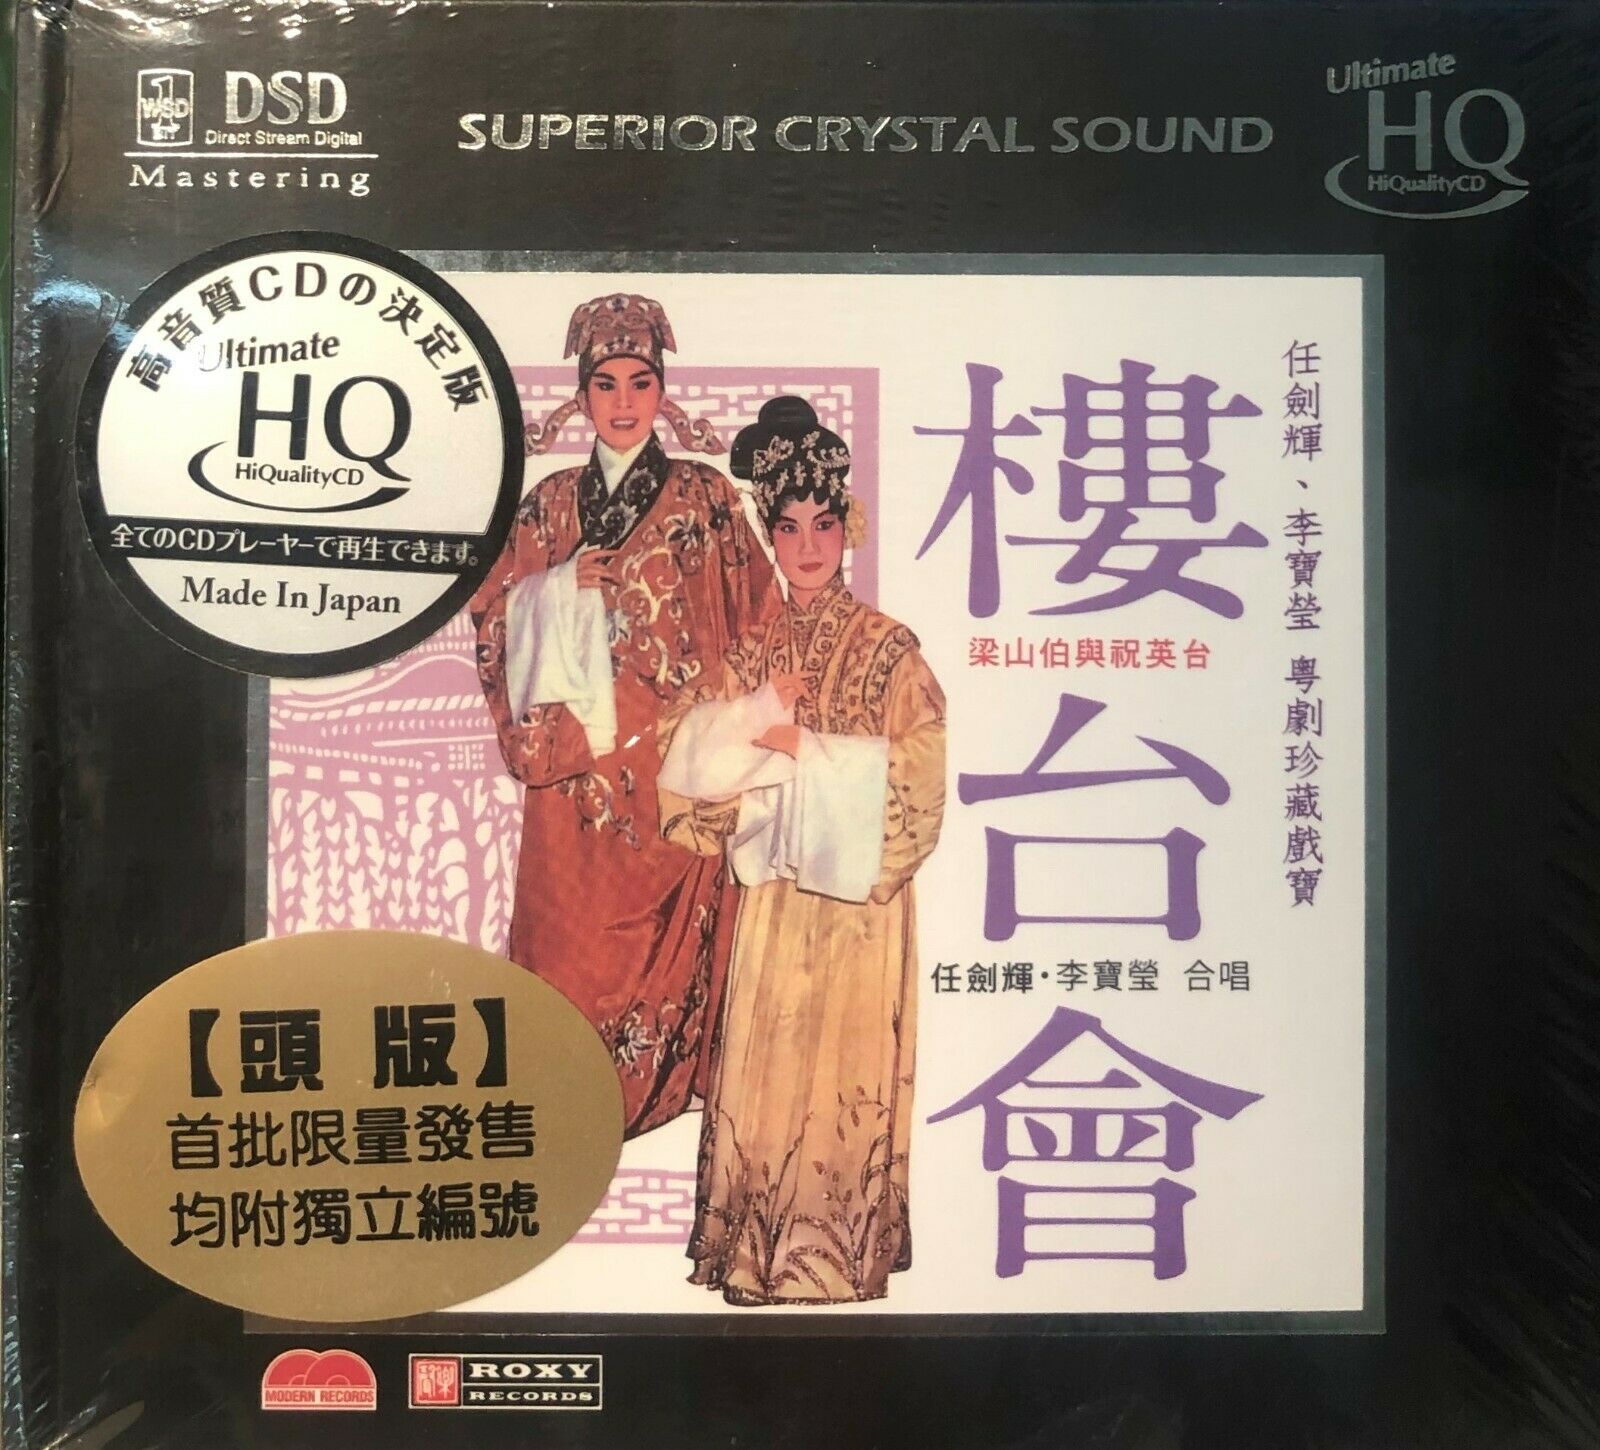 1
WSD
BIT
DSD
Direct Stream Digital
Mastering
SUPERIOR CRYSTAL SOUND
Ultimate
HQ
HiQualityCD
高音質CDの決定版
Ultimate
HQ
HiQualityCD
全てのCDプレーヤーで再生できます。
Made In Japan
任劍輝、李寶瑩 粵劇珍藏戲寶
樓台會
梁山伯與祝英台
任劍輝·李寶瑩 合唱
【頭 版】
首批限量發售
均附獨立編號
MODERN RECORDS
ROXY
RECORDS